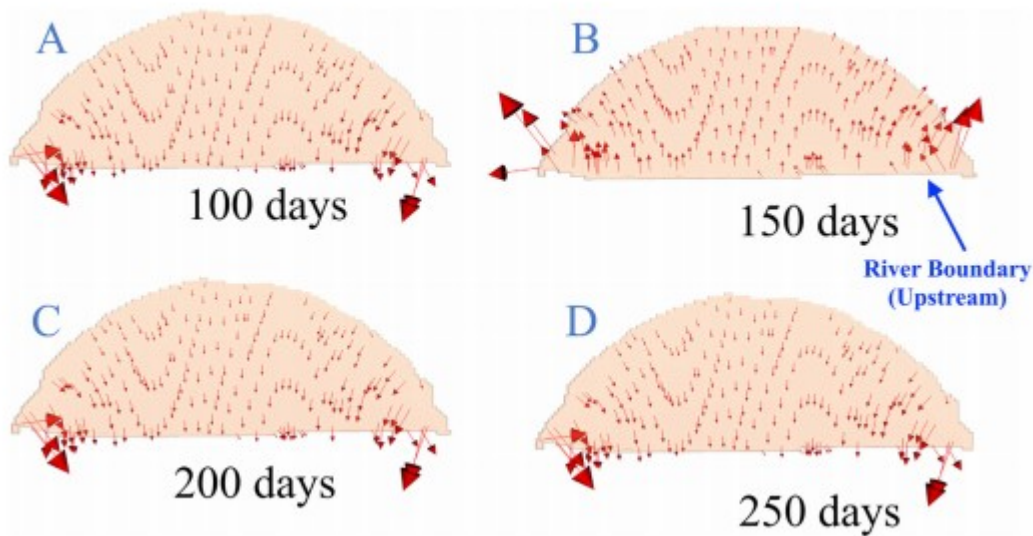 A
B
100 days
150 days
River Boundary
(Upstream)
C
D
200 days
250 days